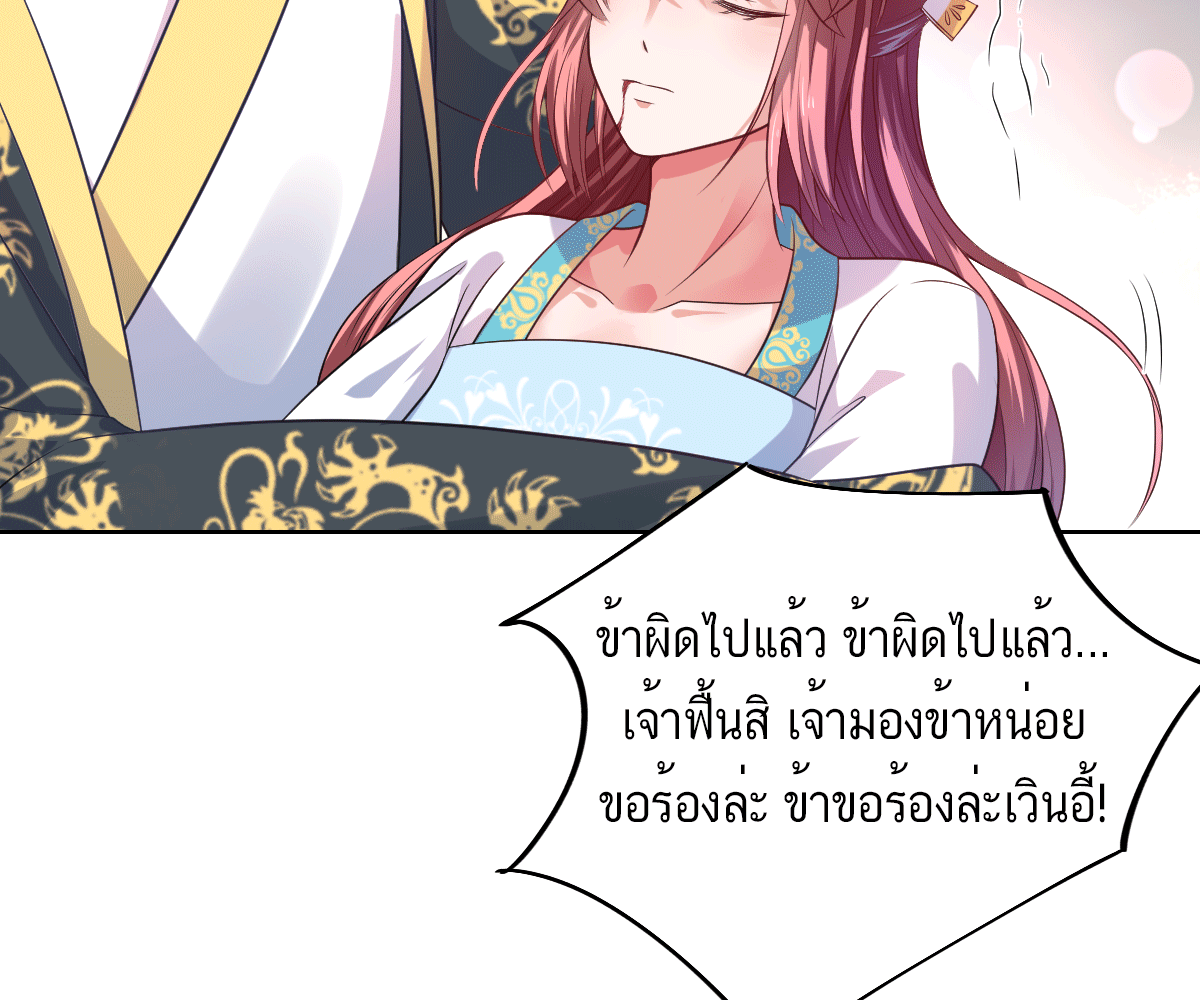 ข้าผิดไปแล้ว ข้าผิดไปแล้ว...
เจ้าฟื้นสิ เจ้ามองข้าหน่อย
ขอร้องล่ะ ข้าขอร้องล่ะเวินอี้!